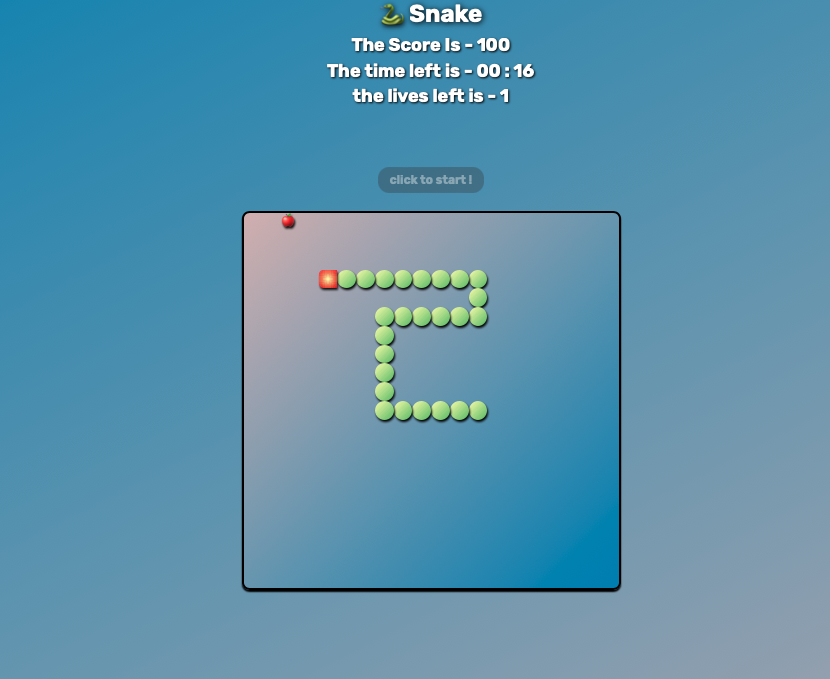 Snake
The Score Is - 100
The time left is - 00 : 16
the lives left is - 1
click to start !